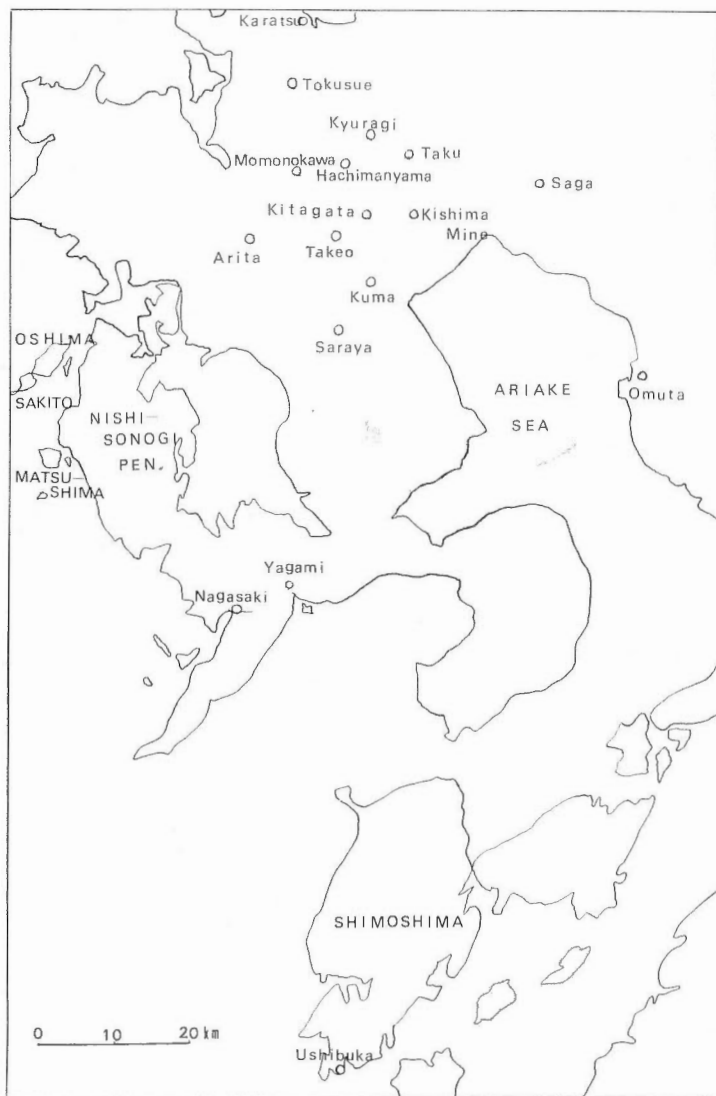 Karatsu
Tokusue
Kyuragi
Taku
Momonokawa
Hachimanyama
Saga
Kitagata
Kishima
Mine
Arita
Takeo
Kuma
OSHIMA
Saraya
ARIAKE
SEA
Omuta
SAKITO
NISHI—
SONOGI
PEN.
MATSU—
SHIMA
Yagami
Nagasaki
SHIMOSHIMA
0 10 20 km
Ushibuka